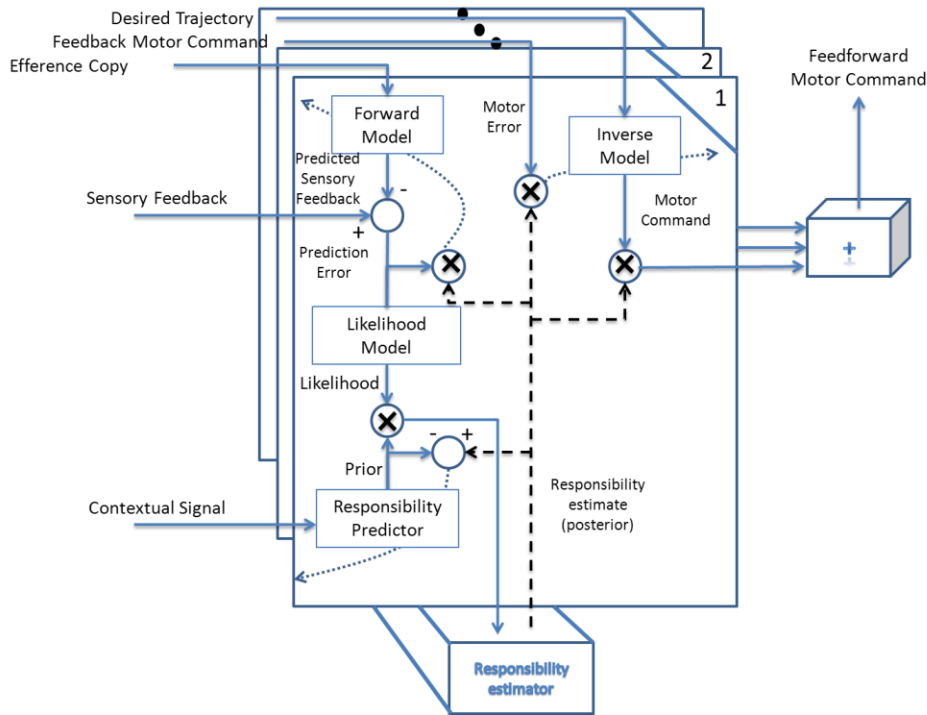 Desired Trajectory
Feedback Motor Command
Efference Copy
2
1
Feedforward
Motor Command
Forward
Model
Motor
Error
Inverse
Model
Predicted
Sensory
Feedback
-
Sensory Feedback
+
Prediction
Error
Motor
Command
+
Likelihood
Model
Likelihood
- +
Prior
Responsibility
estimate
(posterior)
Contextual Signal
Responsibility
Predictor
Responsibility
estimator